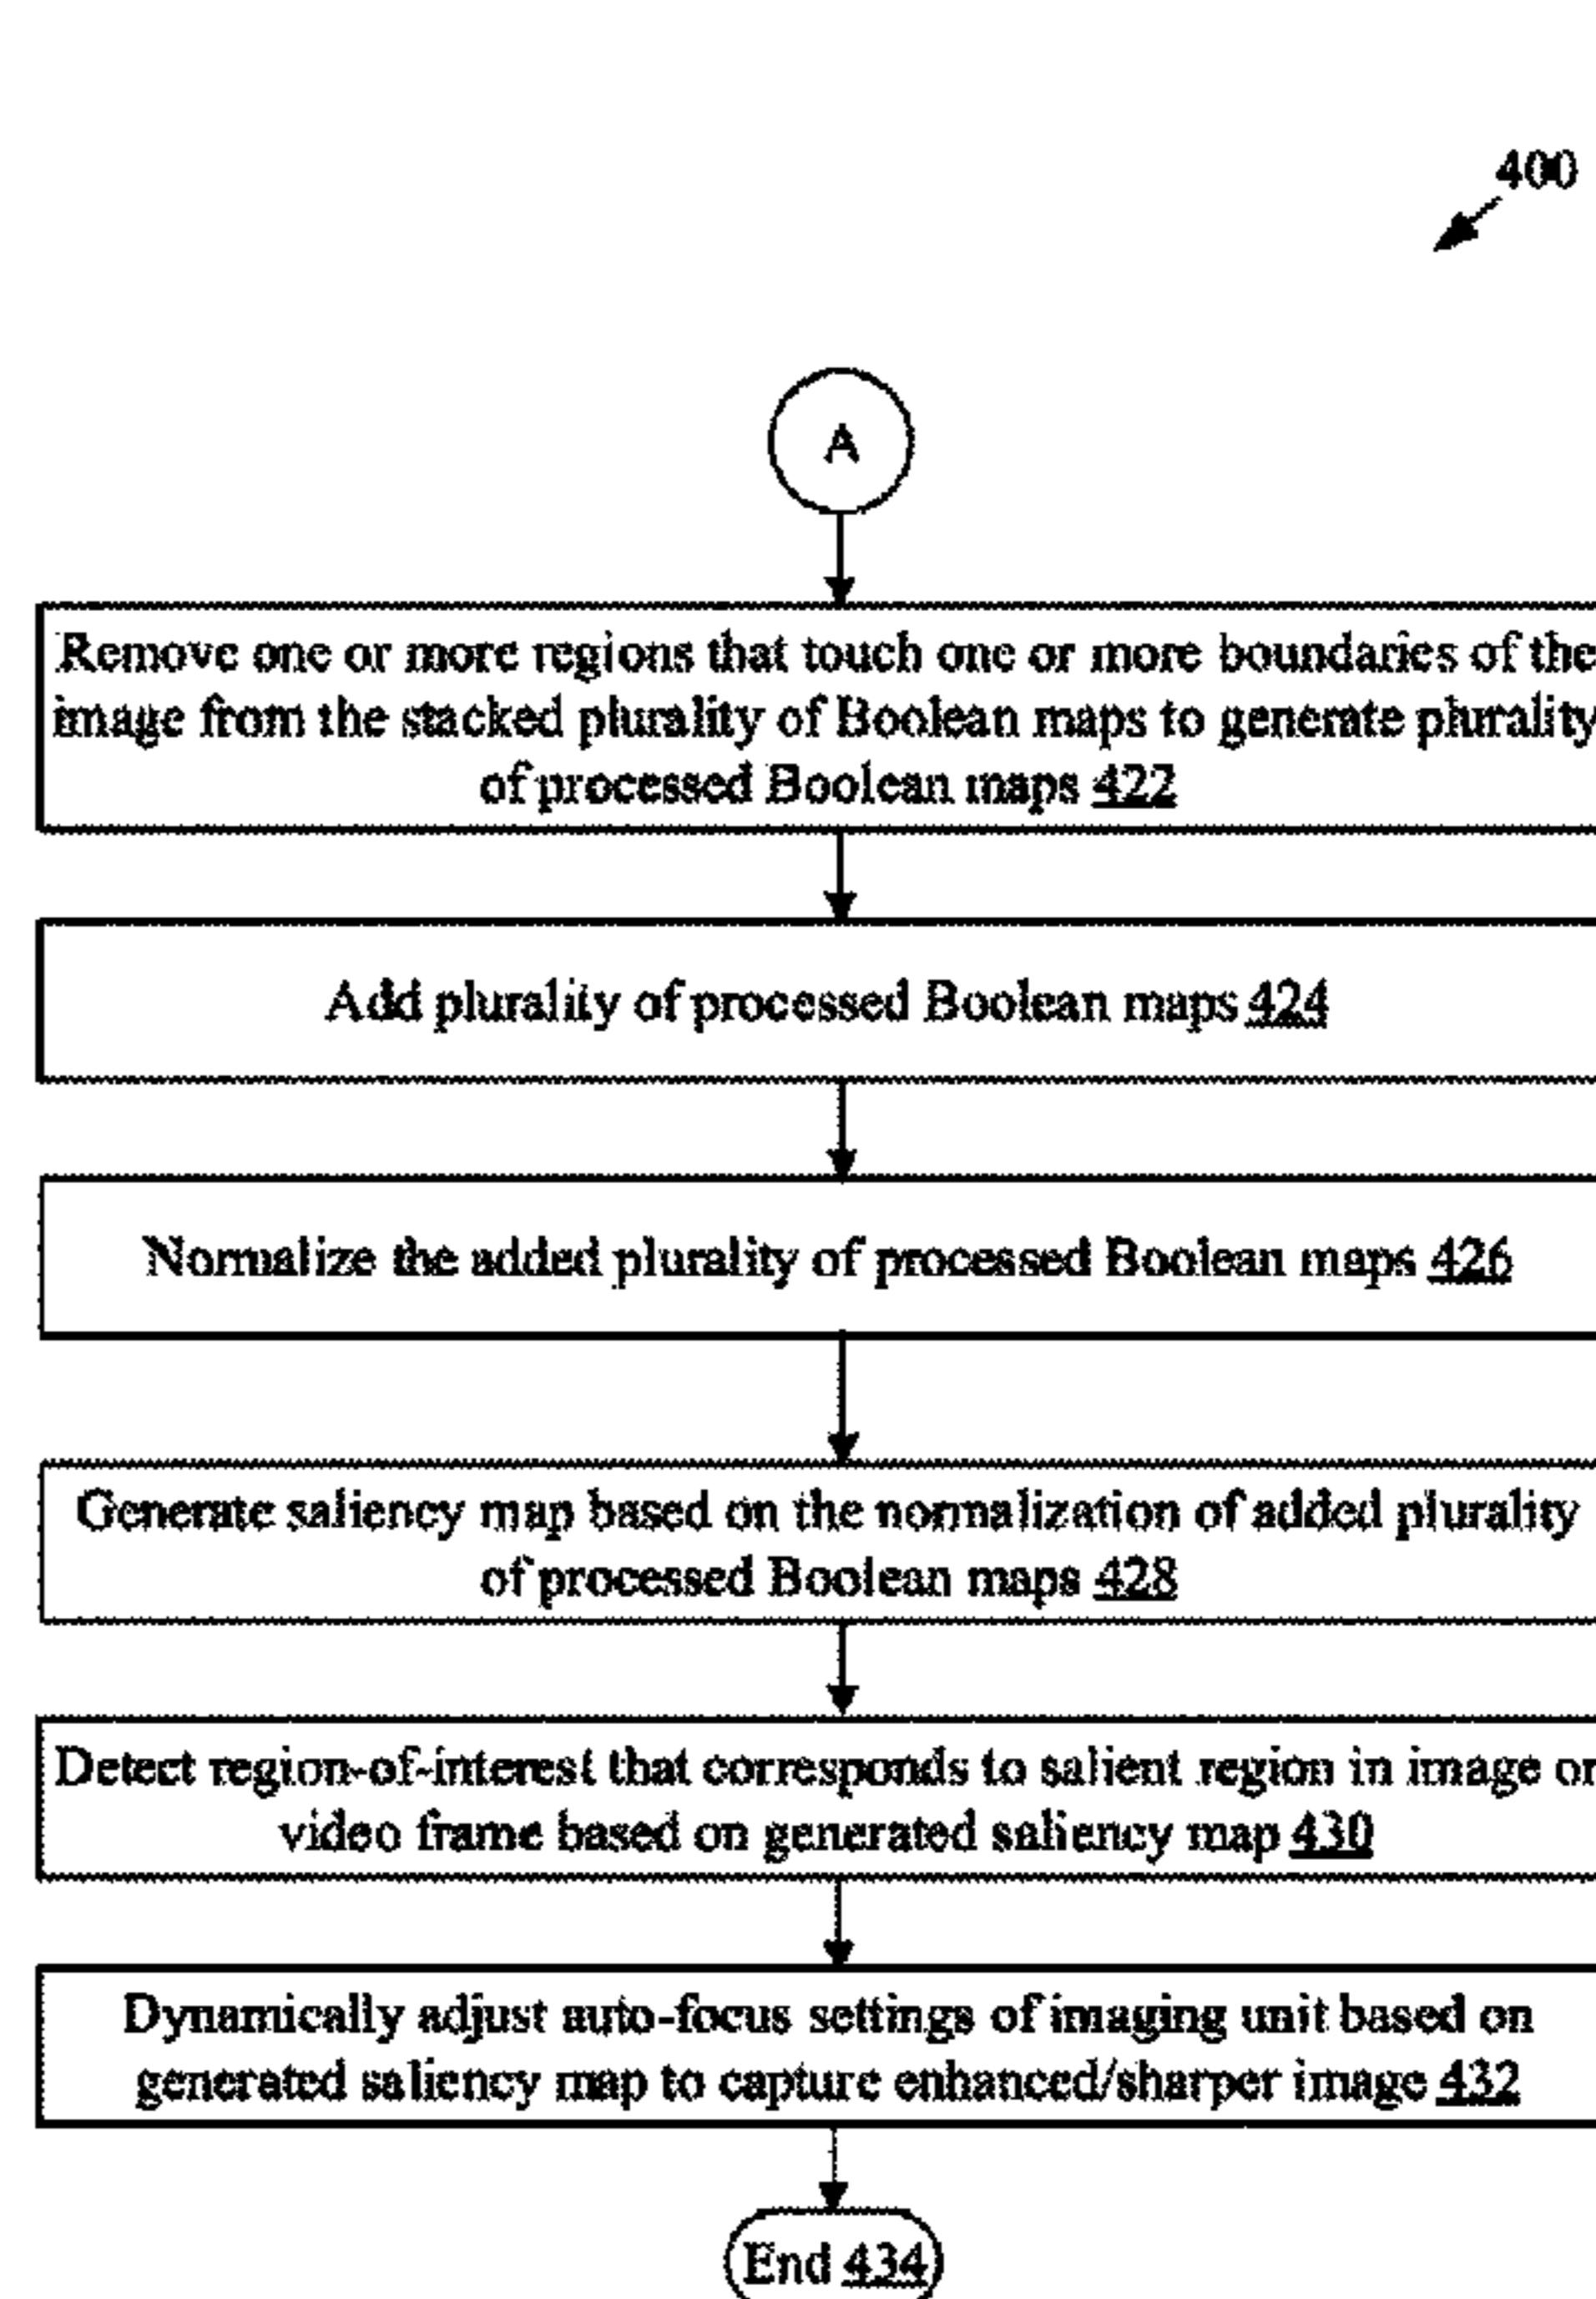 400
A
Remove one or more regions that touch one or more boundaries of the
image from the stacked plurality of Boolean maps to generate plurality
of processed Boolean maps 422
Add plurality of processed Boolean maps 424
Normalize the added plurality of processed Boolean maps 426
Generate saliency map based on the normalization of added plurality
of processed Boolean maps 428
Detect region-of-interest that corresponds to salient region in image or
video frame based on generated saliency map 430
Dynamically adjust auto-focus settings of imaging unit based on
generated saliency map to capture enhanced/sharper image 432
End 434